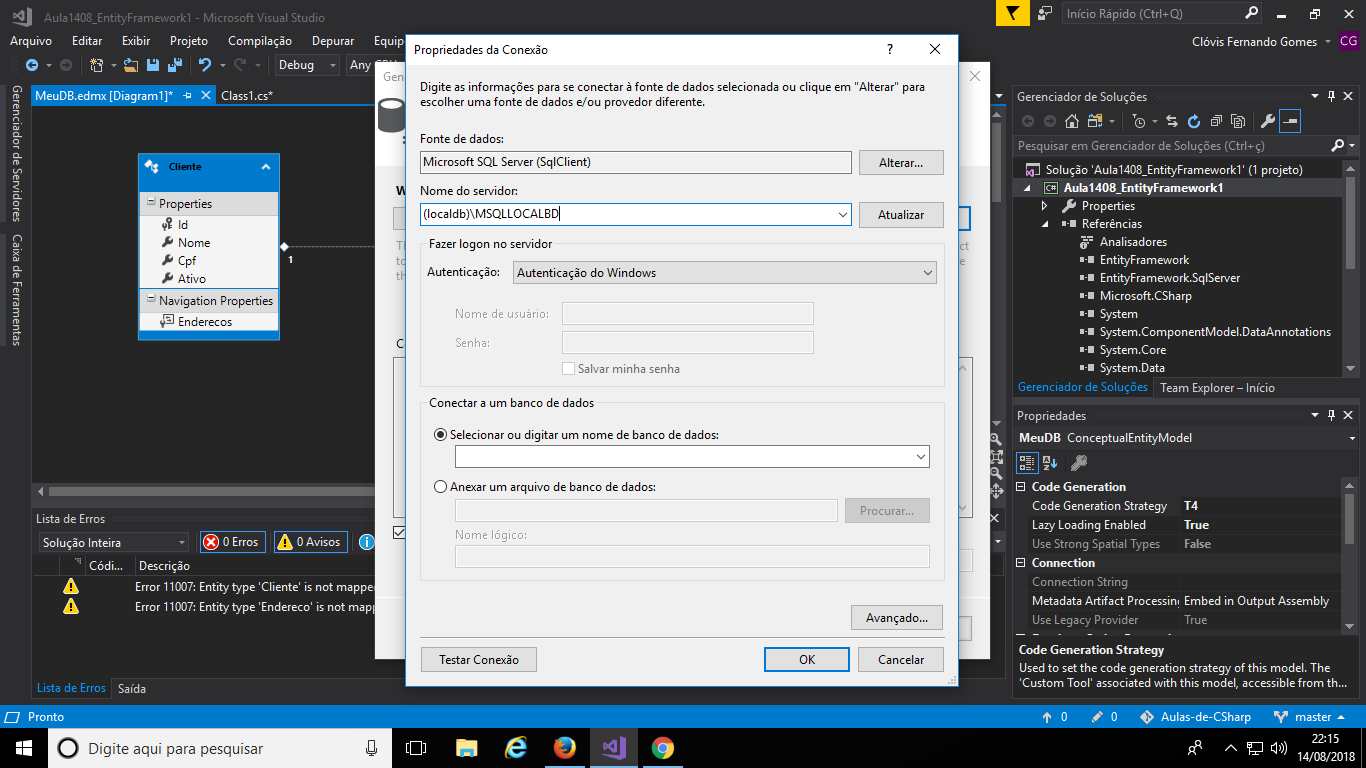 Aula1408_EntityFramework1 - Microsoft Visual Studio
Início Rápido (Ctrl+Q)
Arquivo Editar Exibir Projeto Compilação Depurar
Clóvis Fernando Gomes CG
Debug Any
MeuDB.edmx [Diagram1]* Class1.cs*
Gerenciador de Servidores
Caixa de Ferramentas
Cliente
Properties
Id
Nome
Cpf
Ativo
Navigation Properties
Enderecos
1
Propriedades da Conexão
Digite as informações para se conectar à fonte de dados selecionada ou clique em "Alterar" para
escolher uma fonte de dados e/ou provedor diferente.
Fonte de dados:
Microsoft SQL Server (SqlClient)
Alterar...
Nome do servidor:
(localdb)\MSQLLOCALBD
Atualizar
Fazer logon no servidor
Autenticação: Autenticação do Windows
Nome de usuário:
Senha:
Salvar minha senha
Conectar a um banco de dados
Selecionar ou digitar um nome de banco de dados:
Anexar um arquivo de banco de dados:
Procurar...
Nome lógico:
Avançado...
Testar Conexão OK Cancelar
Gerenciador de Soluções
Pesquisar em Gerenciador de Soluções (Ctrl+ç)
Solução 'Aula1408_EntityFramework1' (1 projeto)
C# Aula1408_EntityFramework1
Properties
Referências
Analisadores
EntityFramework
EntityFramework.SqlServer
Microsoft.CSharp
System
System.ComponentModel.DataAnnotations
System.Core
System.Data
Gerenciador de Soluções Team Explorer – Início
Propriedades
MeuDB ConceptualEntityModel
Code Generation
Code Generation Strategy T4
Lazy Loading Enabled True
Use Strong Spatial Types False
Connection
Connection String
Metadata Artifact Processing Embed in Output Assembly
Use Legacy Provider True
Code Generation Strategy
Used to set the code generation strategy of this model. The
'Custom Tool' associated with this model, accessible from th...
Lista de Erros
Solução Inteira 0 Erros 0 Avisos
Códi... Descrição
Error 11007: Entity type 'Cliente' is not mappe
Error 11007: Entity type 'Endereco' is not map
Lista de Erros Saída
Pronto
0 0 Aulas-de-CSharp master
Digite aqui para pesquisar
22:15
14/08/2018